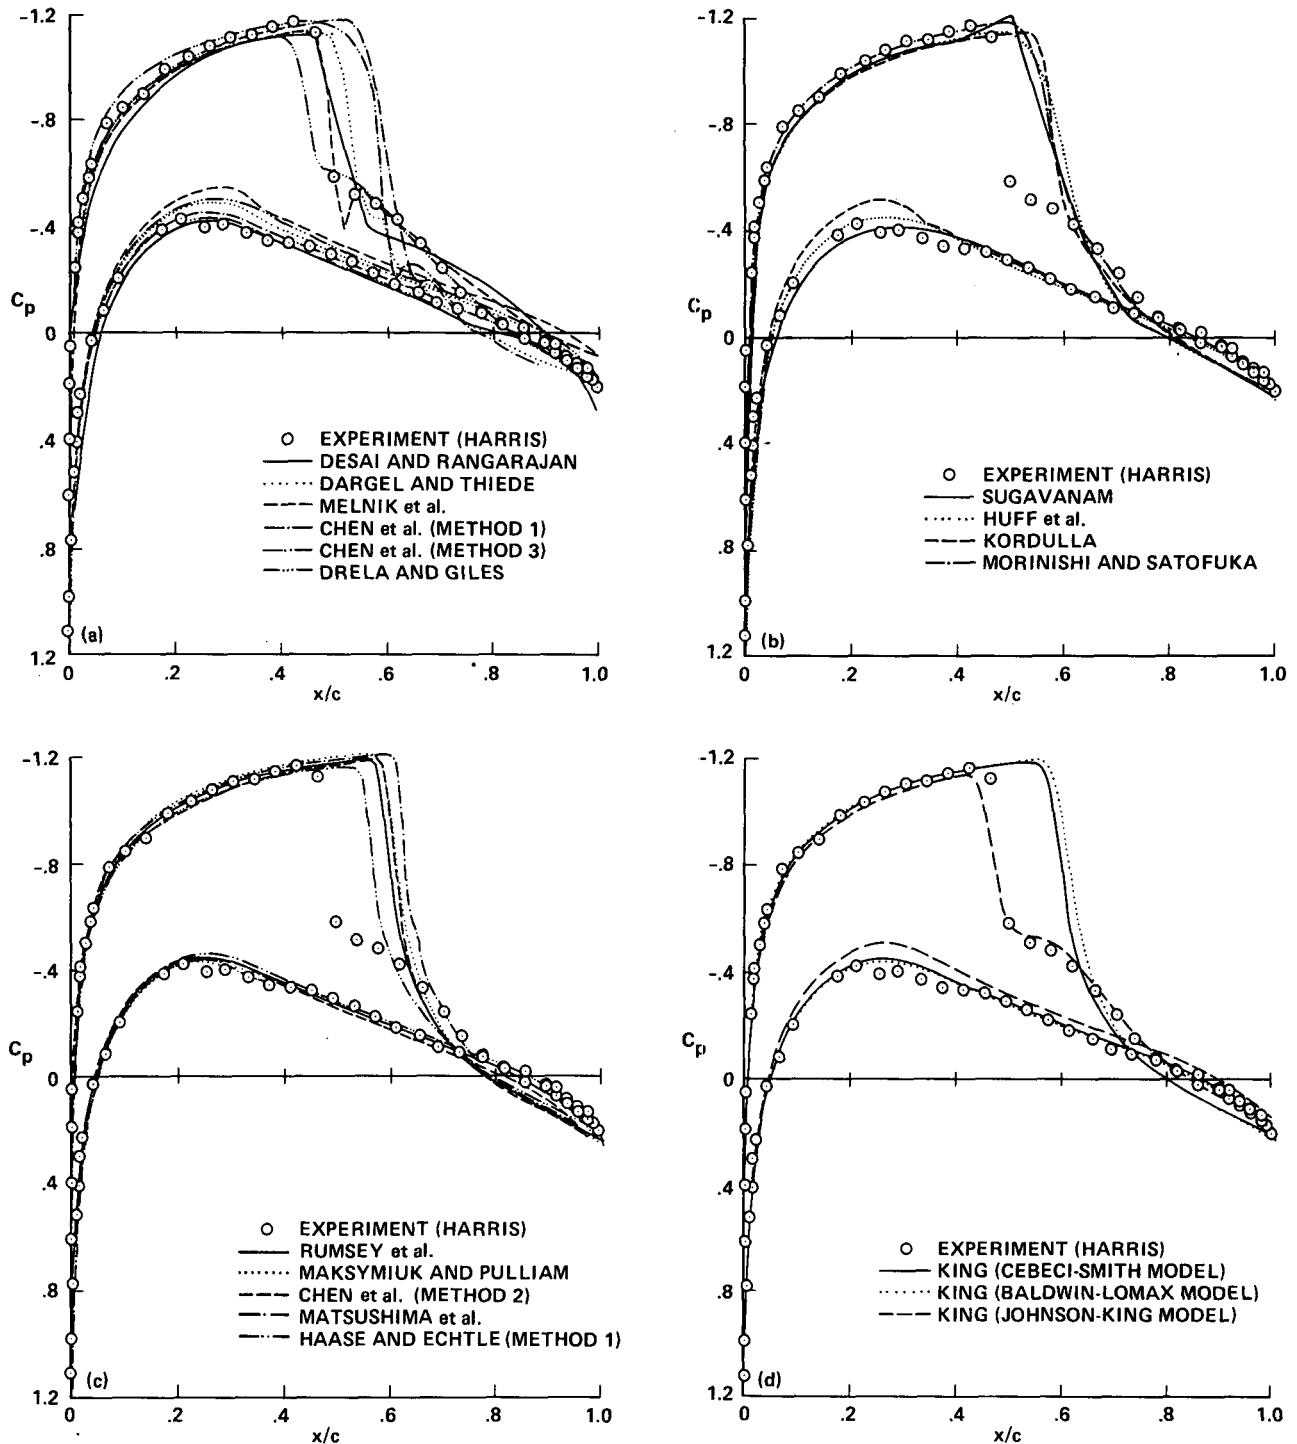 -1.2
-.8
-.4
Cp
0
.4
.8
1.2
EXPERIMENT (HARRIS)
DESAI AND RANGARAJAN
DARGEL AND THIEDE
MELNIK et al.
CHEN et al. (METHOD 1)
CHEN et al. (METHOD 3)
DRELA AND GILES
(a)
0 .2 .4 .6 .8 1.0
x/c
-1.2
-.8
-.4
Cp
0
.4
.8
1.2
EXPERIMENT (HARRIS)
SUGAVANAM
HUFF et al.
KORDULLA
MORINISHI AND SATOFUKA
(b)
0 .2 .4 .6 .8 1.0
x/c
-1.2
-.8
-.4
Cp
0
.4
.8
1.2
EXPERIMENT (HARRIS)
RUMSEY et al.
MAKSYMIUK AND PULLIAM
CHEN et al. (METHOD 2)
MATSUSHIMA et al.
HAASE AND ECHTLE (METHOD 1)
(c)
0 .2 .4 .6 .8 1.0
x/c
-1.2
-.8
-.4
Cp
0
.4
.8
1.2
EXPERIMENT (HARRIS)
KING (CEBECI-SMITH MODEL)
KING (BALDWIN-LOMAX MODEL)
KING (JOHNSON-KING MODEL)
(d)
0 .2 .4 .6 .8 1.0
x/c